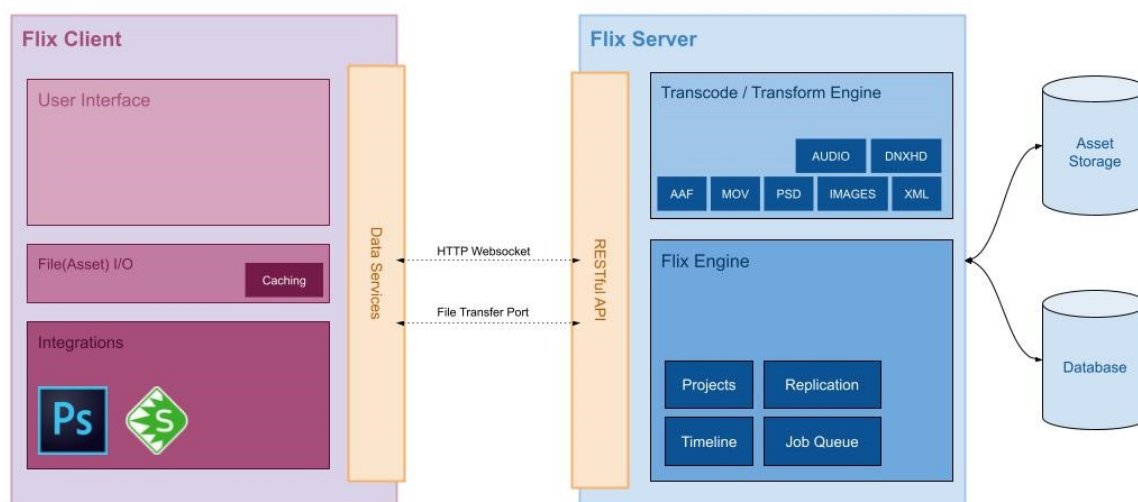 Flix Client
User Interface
File(Asset) I/O
Caching
Integrations
Ps
S
Data Services
HTTP Websocket
File Transfer Port
RESTful API
Flix Server
Transcode / Transform Engine
AUDIO
DNXHD
AAF
MOV
PSD
IMAGES
XML
Flix Engine
Projects
Replication
Timeline
Job Queue
Asset
Storage
Database